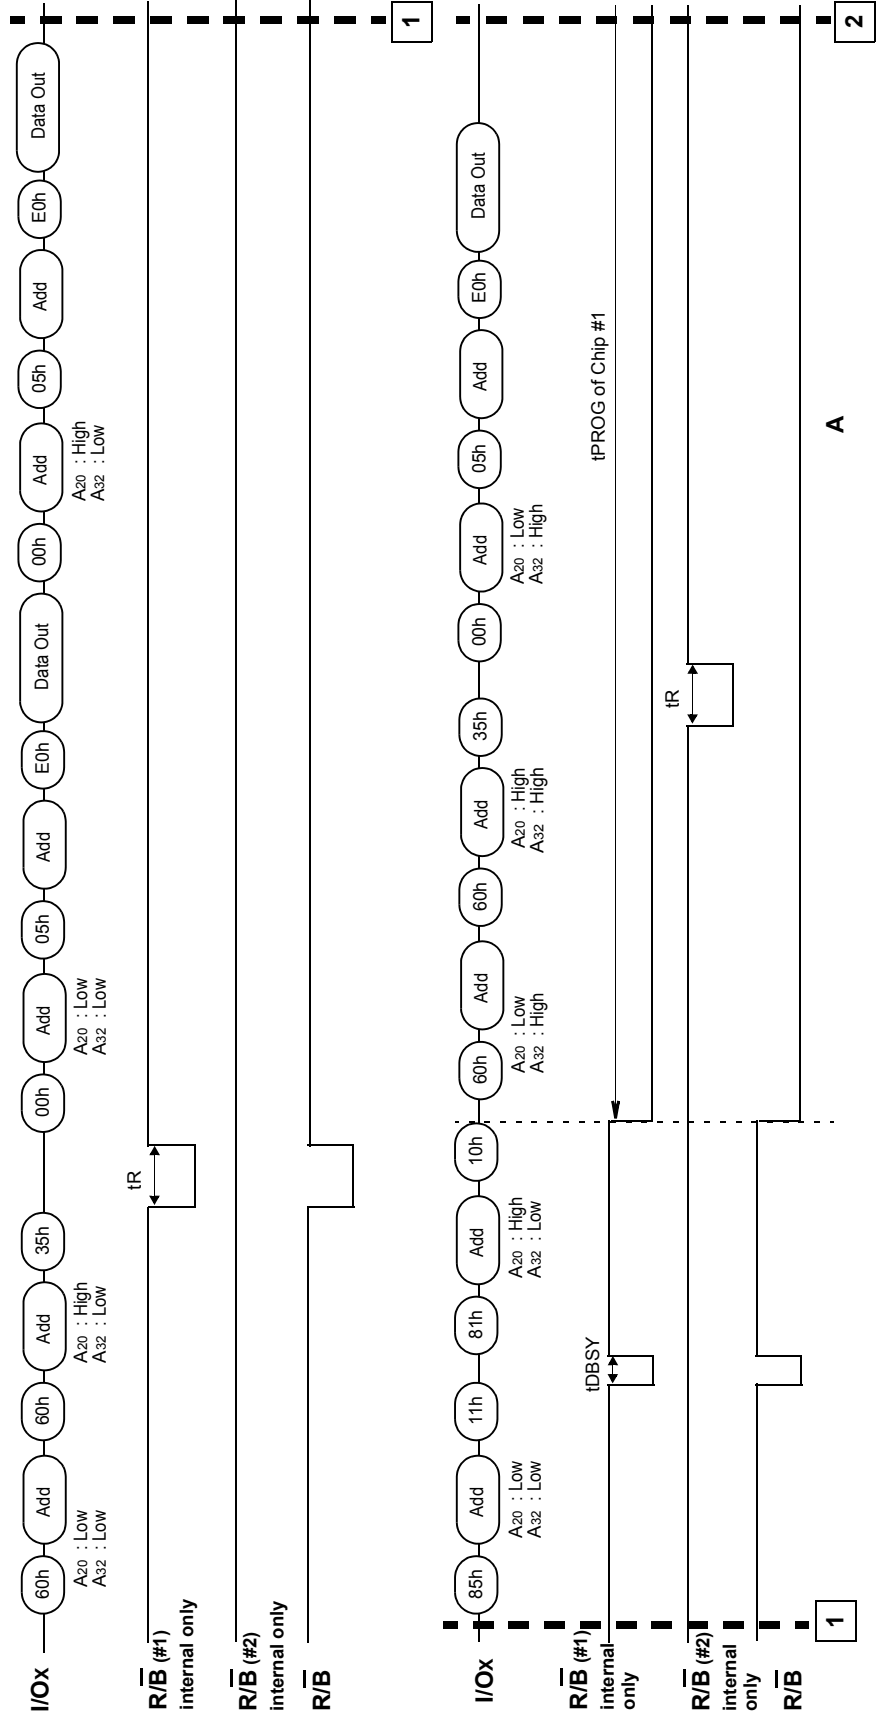 I/Ox
60h
Add
A20 : Low
A32 : Low
60h
Add
A20 : High
A32 : Low
35h
00h
Add
A20 : Low
A32 : Low
05h
Add
E0h
Data Out
00h
Add
A20 : High
A32 : Low
05h
Add
E0h
Data Out
R/B (#1)
internal only
tR
R/B (#2)
internal only
R/B
1
I/Ox
85h
Add
A20 : Low
A32 : Low
11h
81h
Add
A20 : High
A32 : Low
10h
60h
Add
A20 : Low
A32 : High
60h
Add
A20 : High
A32 : High
35h
00h
Add
A20 : Low
A32 : High
05h
Add
E0h
Data Out
R/B (#1)
internal
only
tDBSY
tPROG of Chip #1
R/B (#2)
internal
only
tR
R/B
1
A
2